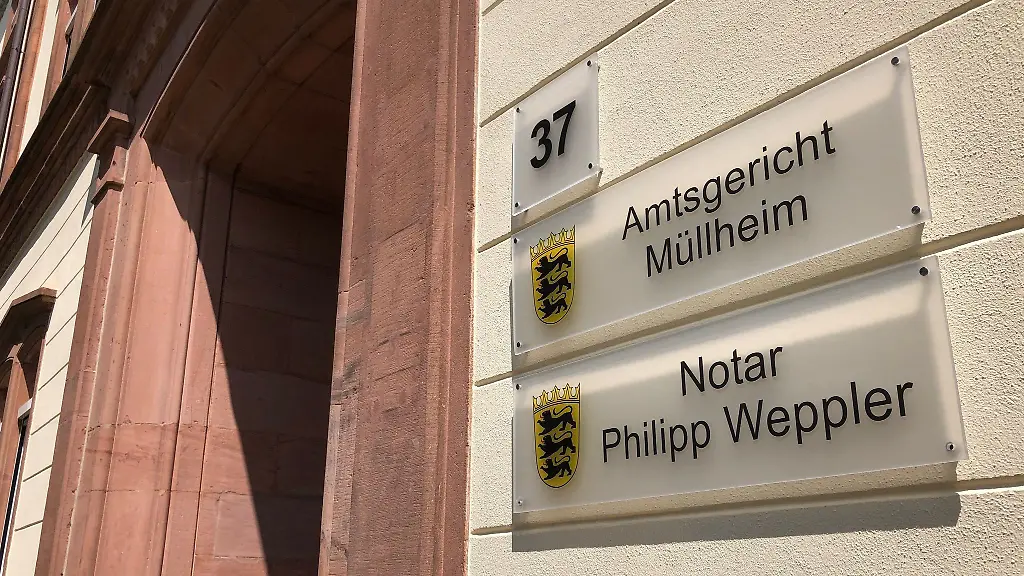 37
Amtsgericht
Müllheim
Notar
Philipp Weppler